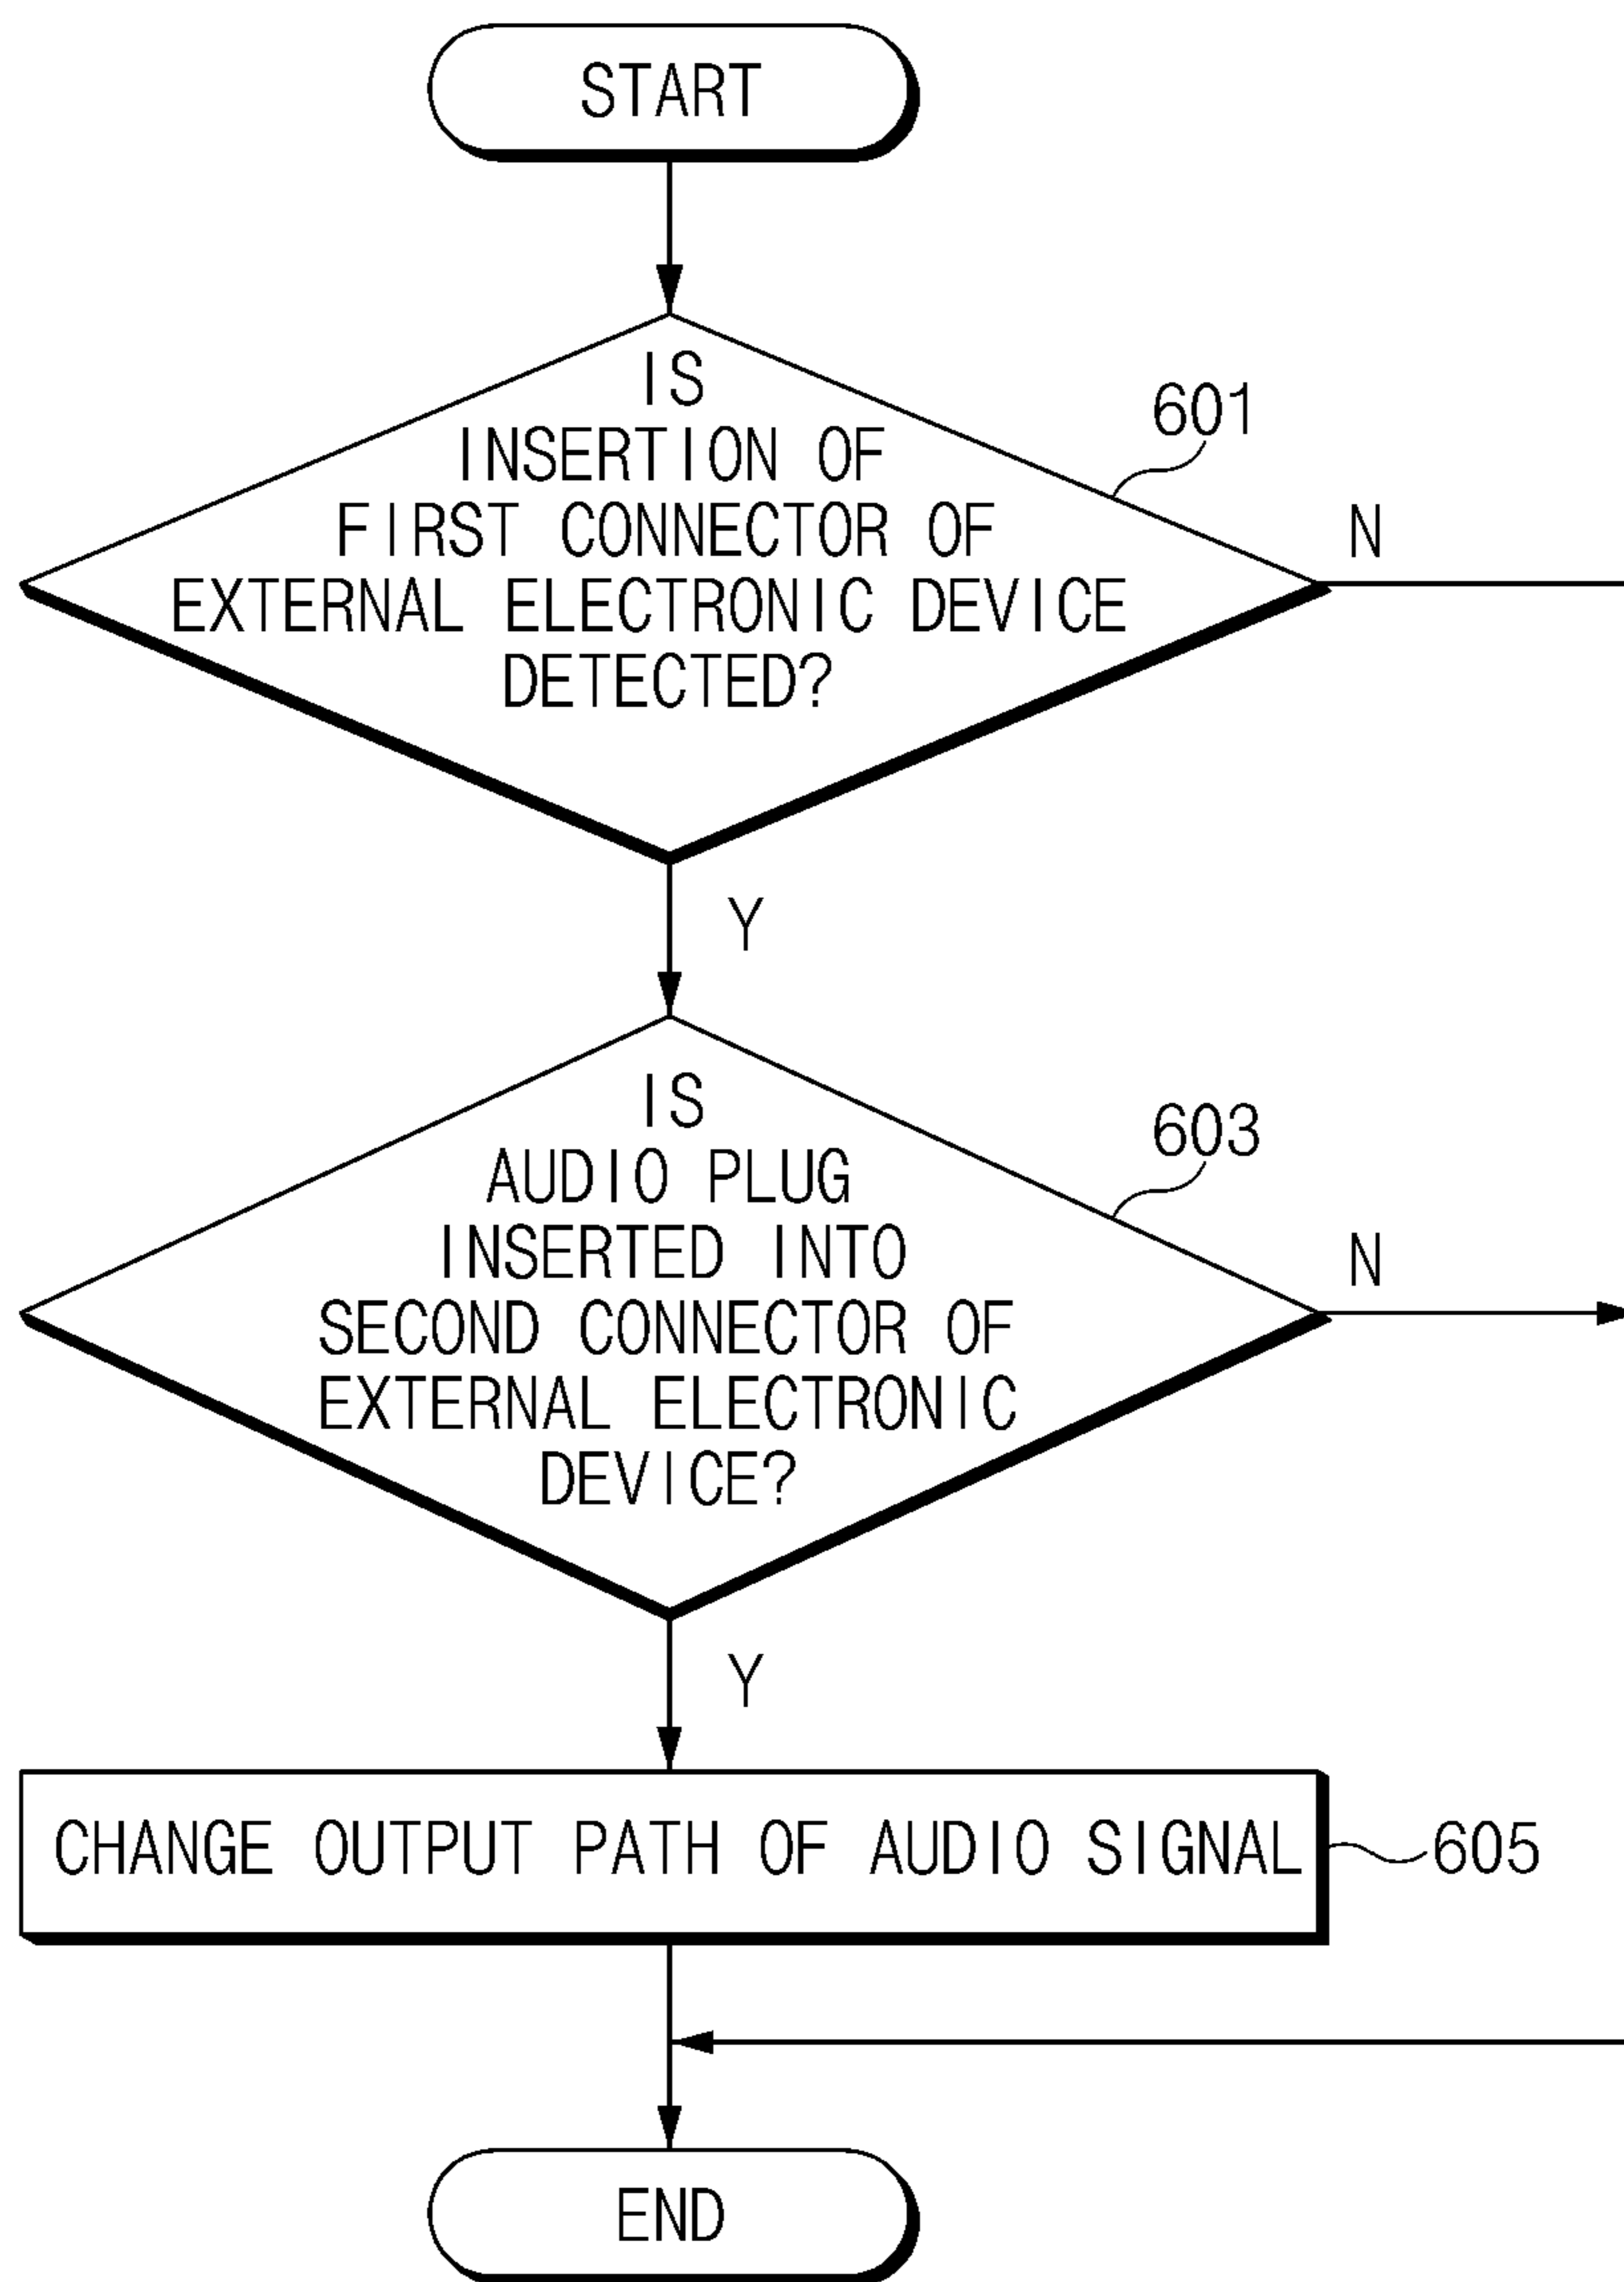 START
IS
INSERTION OF
FIRST CONNECTOR OF
EXTERNAL ELECTRONIC DEVICE
DETECTED?
601
N
Y
IS
AUDIO PLUG
INSERTED INTO
SECOND CONNECTOR OF
EXTERNAL ELECTRONIC
DEVICE?
603
N
Y
CHANGE OUTPUT PATH OF AUDIO SIGNAL
605
END